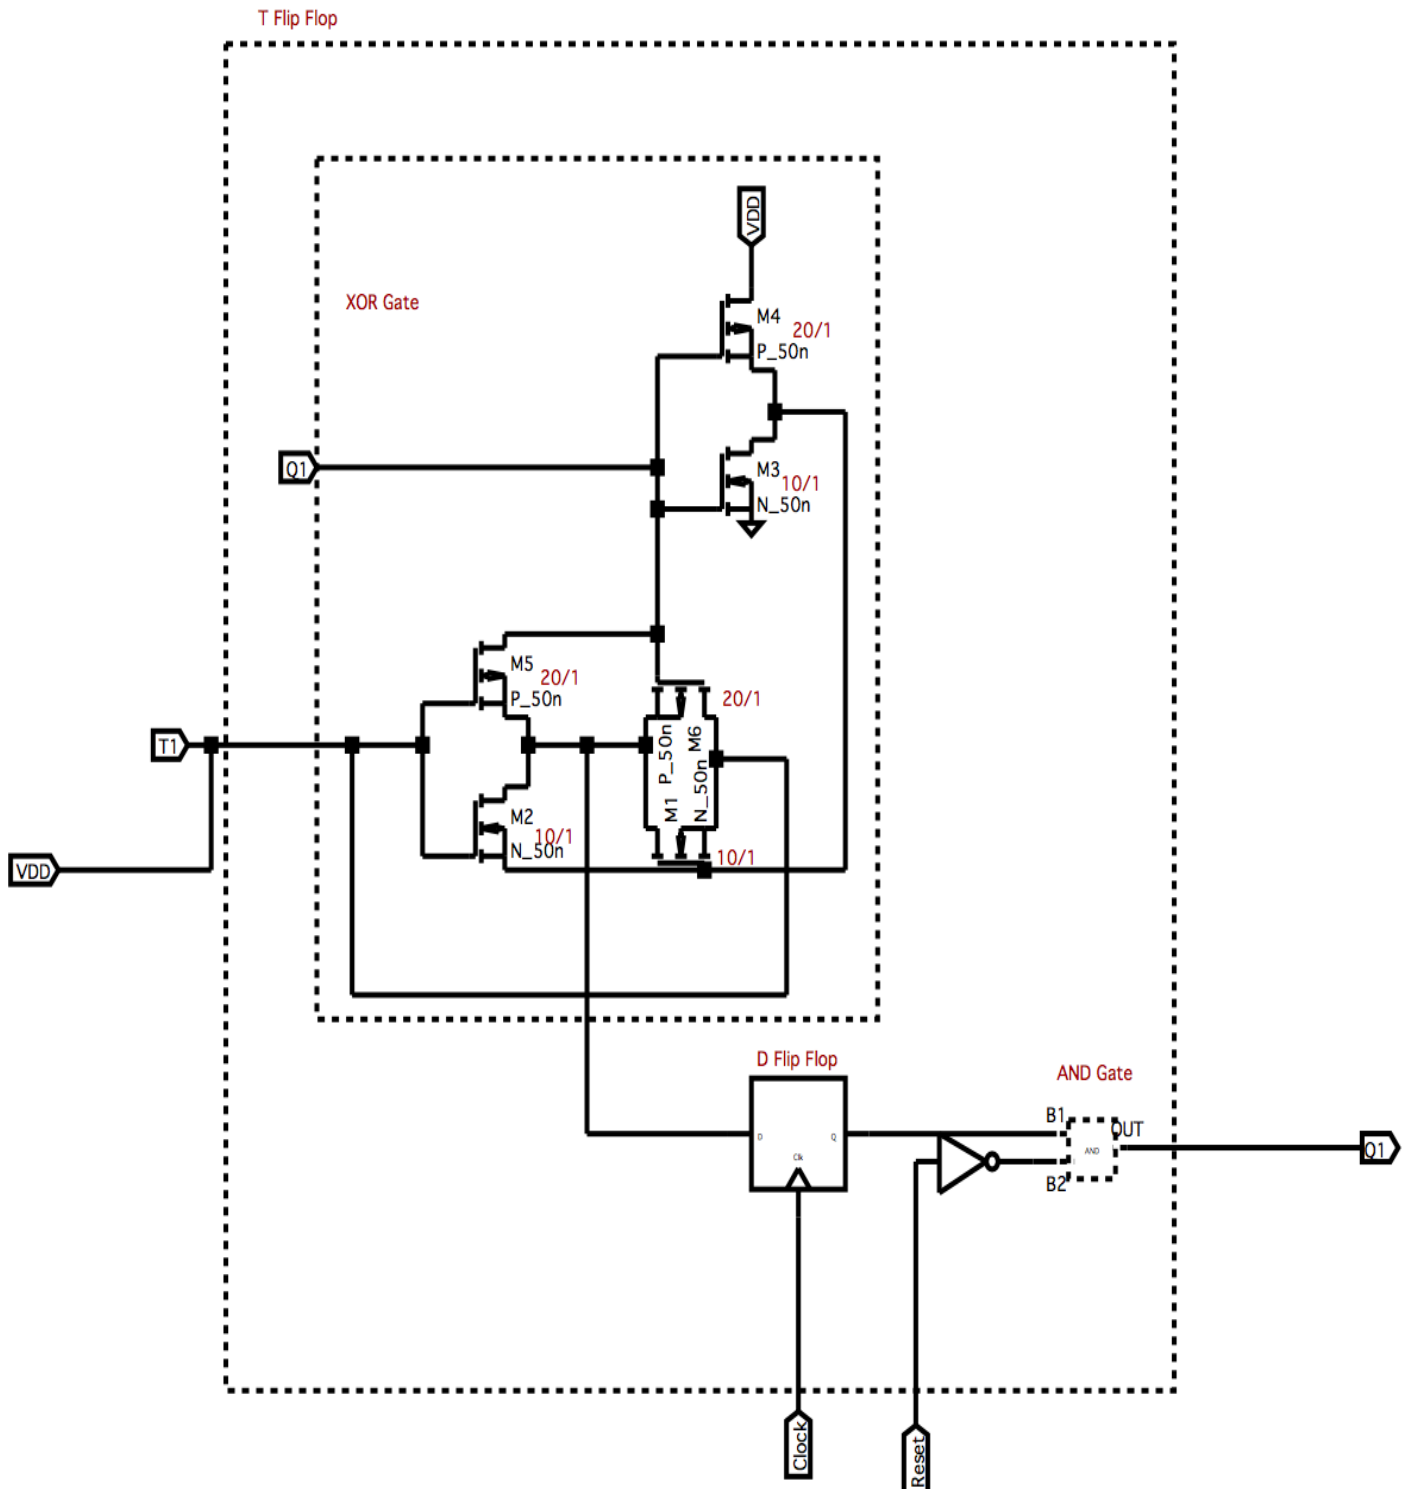 T Flip Flop
VDD
XOR Gate
M4
20/1
P_50n
Q1
M3
10/1
N_50n
M5
20/1
P_50n
20/1
T1
P_50n
M6
M1
N_50n
M2
10/1
N_50n
10/1
VDD
D Flip Flop
AND Gate
B1
OUT
D
Q
AND
Q1
Clk
B2
Clock
Reset